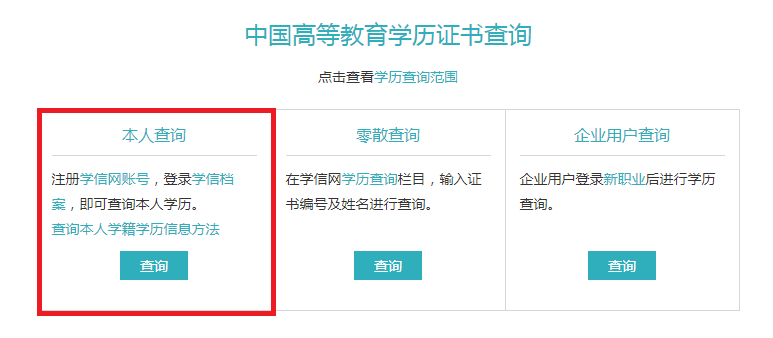 中国高等教育学历证书查询
点击查看学历查询范围
本人查询
注册学信网账号，登录学信档
案，即可查询本人学历。
查询本人学籍学历信息方法
查询
零散查询
在学信网学历查询栏目，输入证
书编号及姓名进行查询。
查询
企业用户查询
企业用户登录新职业后进行学历
查询。
查询